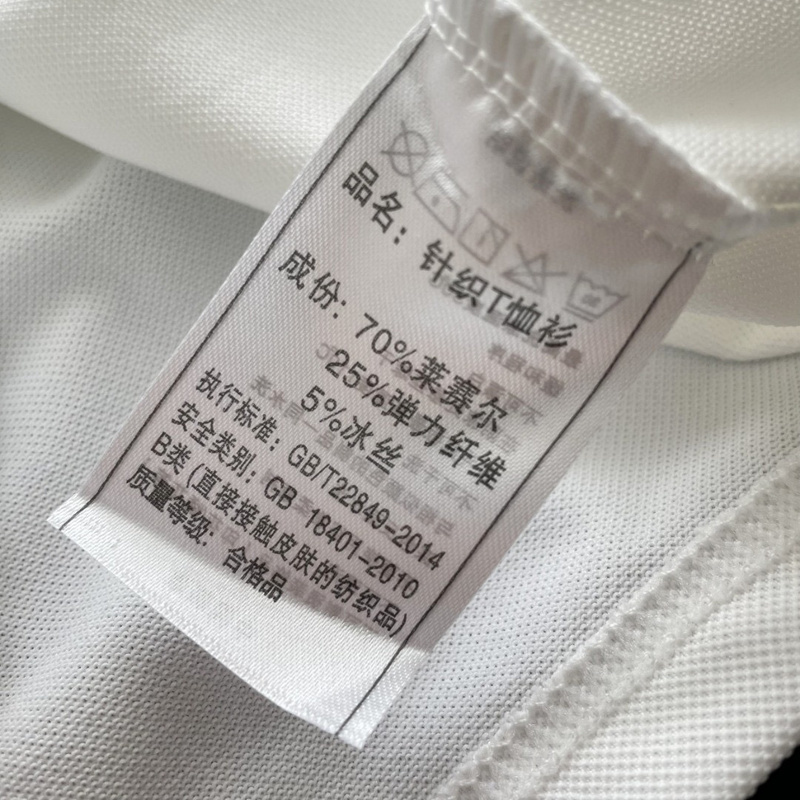 品名：针织T恤衫
成份：70%莱赛尔
25%弹力纤维
5%冰丝
执行标准：GB/T22849-2014
安全类别：GB 18401-2010
B类(直接接触皮肤的纺织品)
质量等级：合格品